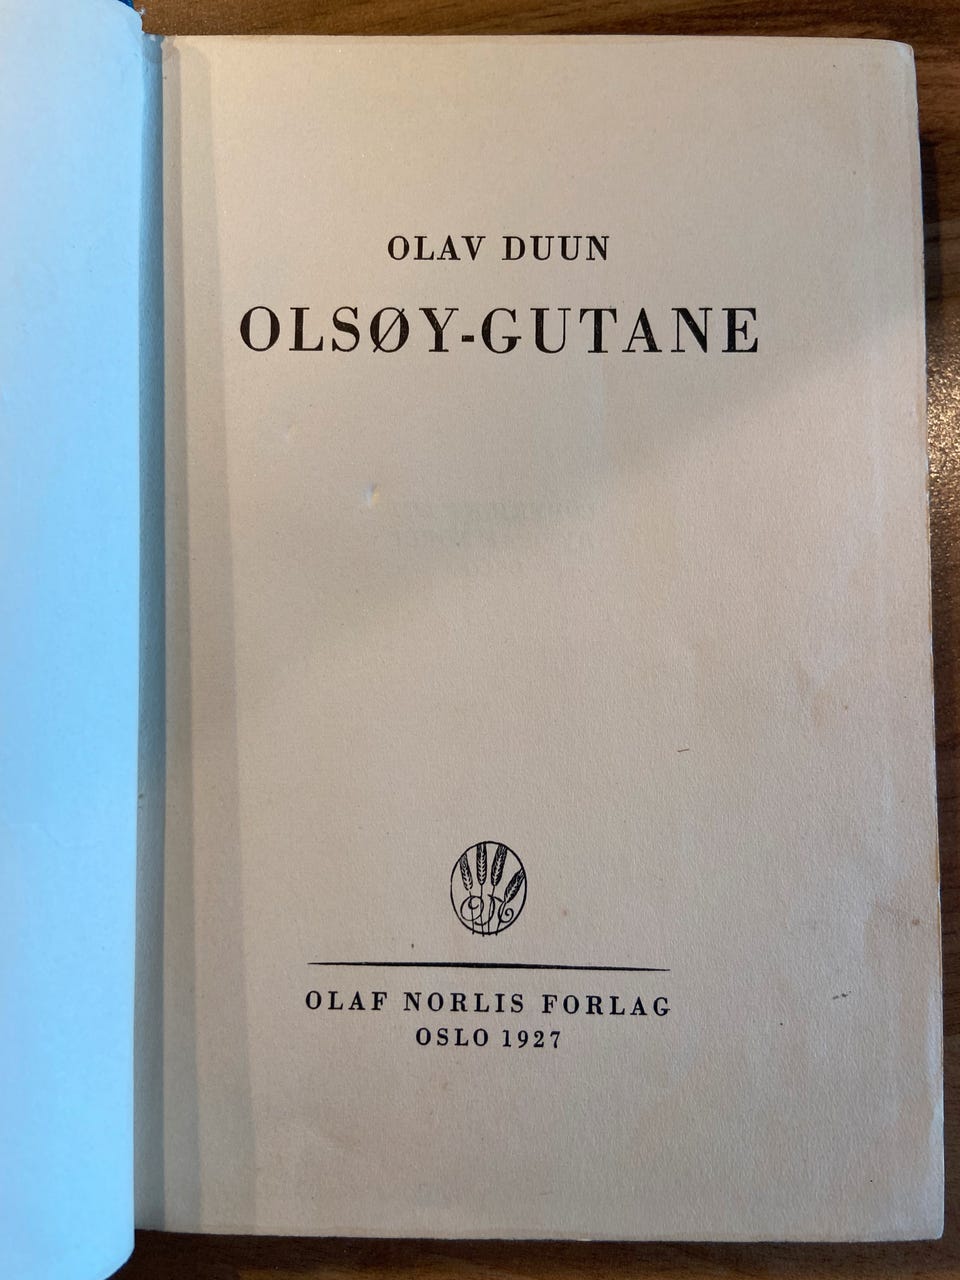 OLAV DUUN
OLSØY-GUTANE
OLAF NORLIS FORLAG
OSLO 1927